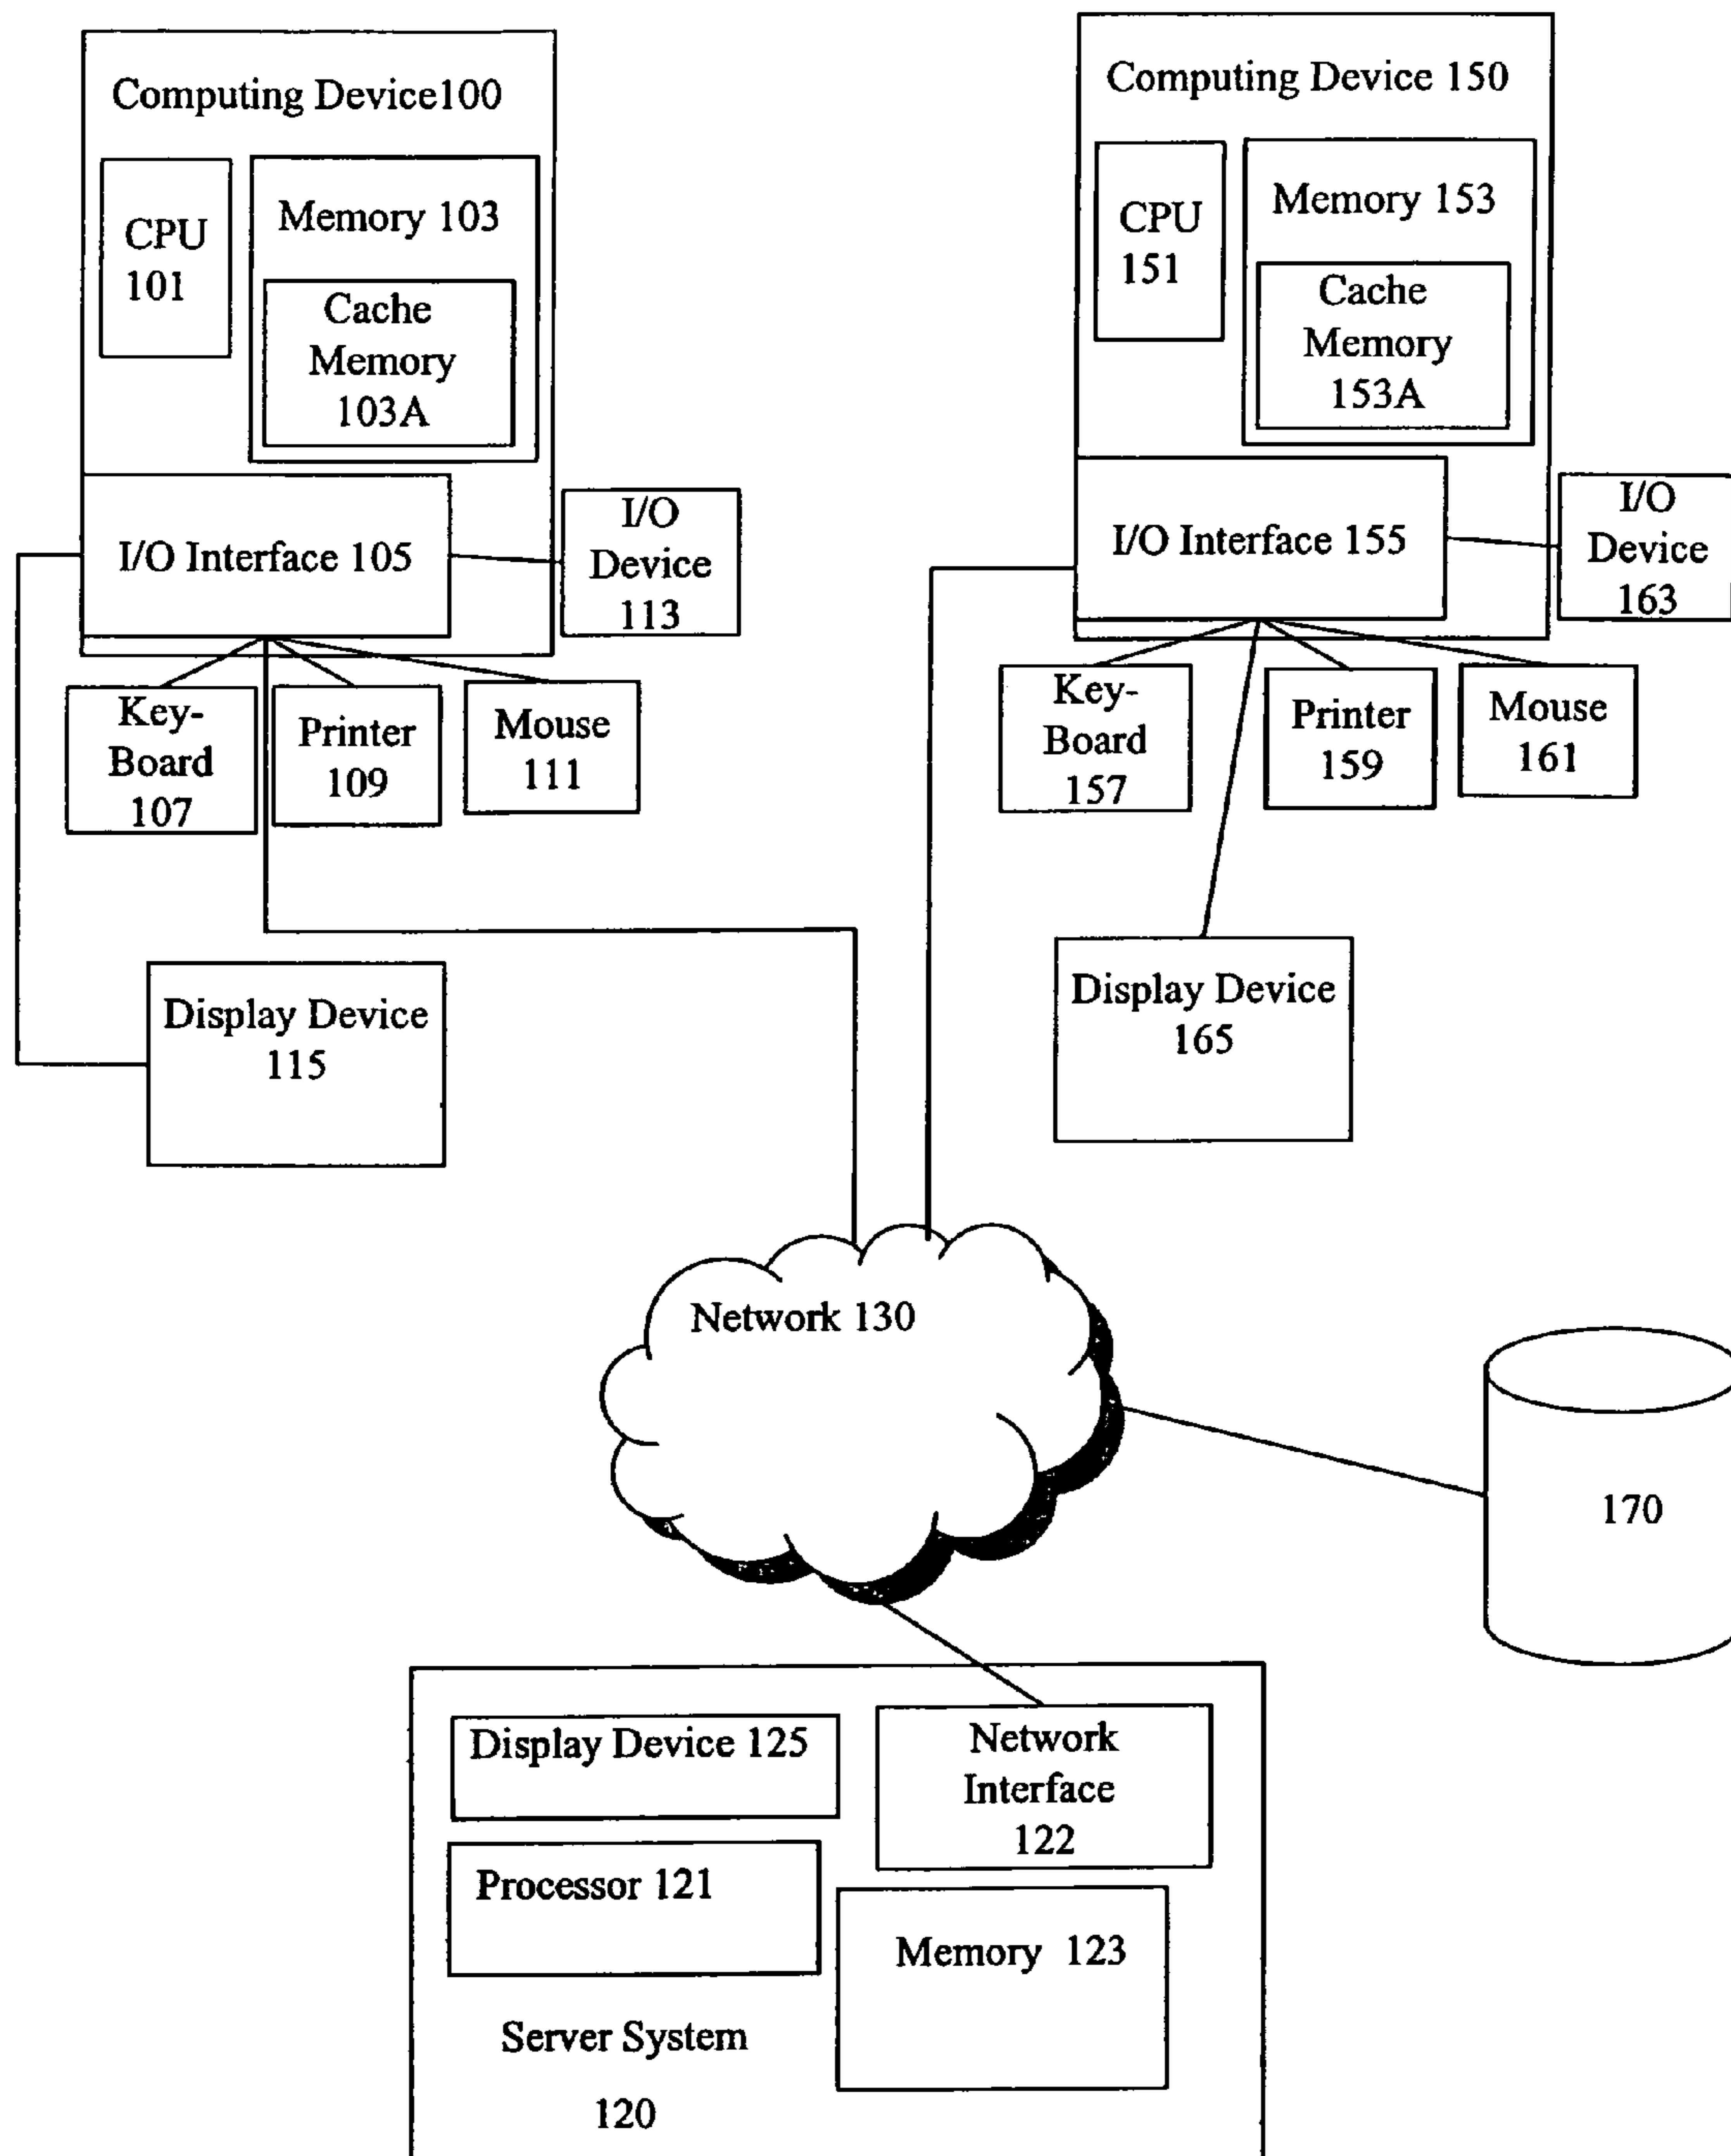 Computing Device100
CPU
101
Memory 103
Cache
Memory
103A
I/O Interface 105
I/O
Device
113
Key-
Board
107
Printer
109
Mouse
111
Display Device
115
Computing Device 150
CPU
151
Memory 153
Cache
Memory
153A
I/O Interface 155
I/O
Device
163
Key-
Board
157
Printer
159
Mouse
161
Display Device
165
Network 130
170
Display Device 125
Network
Interface
122
Processor 121
Memory 123
Server System
120